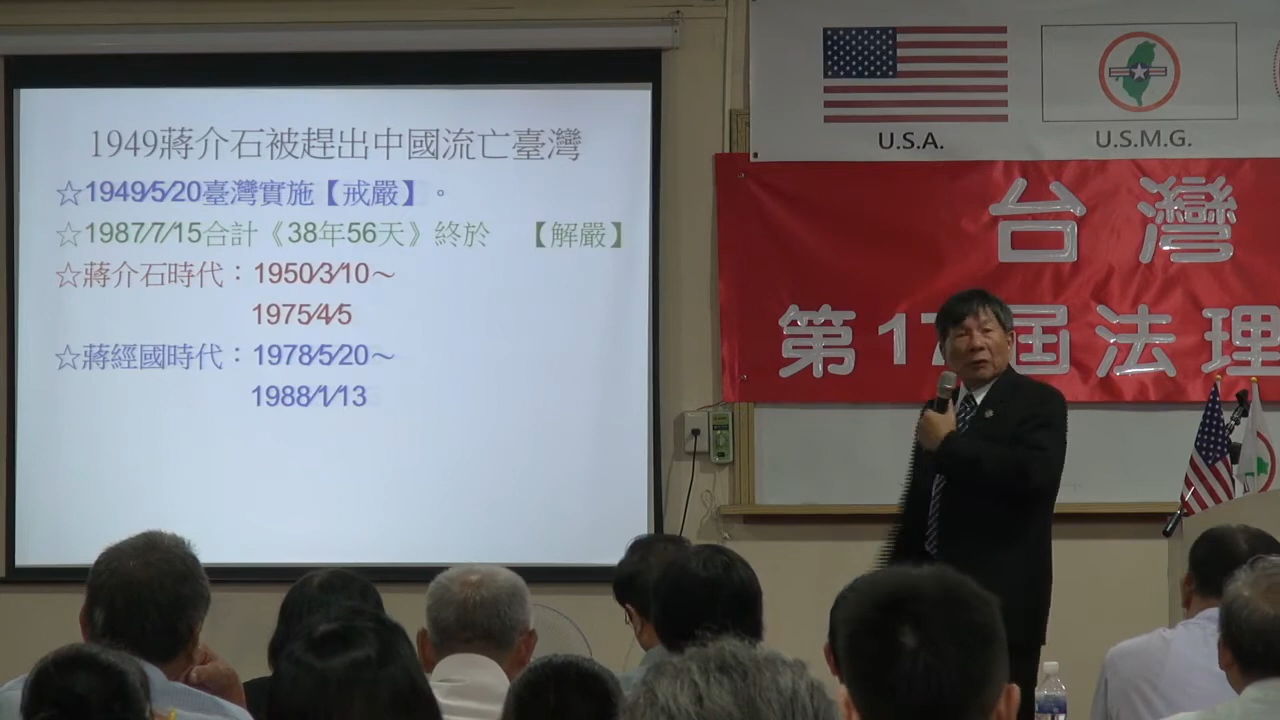 1949蔣介石被趕出中國流亡臺灣
☆1949/5/20臺灣實施【戒嚴】。
☆1987/7/15合計《38年56天》終於 【解嚴】
☆蔣介石時代：1950/3/10～
1975/4/5
☆蔣經國時代：1978/5/20～
1988/1/13
U.S.A.
U.S.M.G.
台灣
第17屆法理